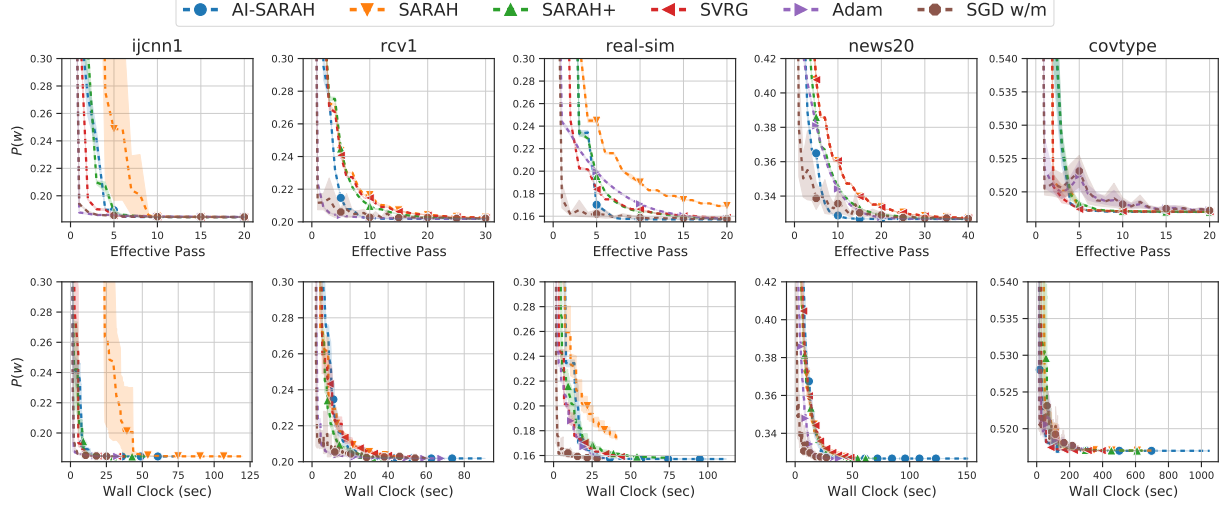 AI-SARAH SARAH SARAH+ SVRG Adam SGD w/m
ijcnn1 rcv1 real-sim news20 covtype
P(w)
0.30 0.28 0.26 0.24 0.22 0.20
0 5 10 15 20
Effective Pass
0.30 0.28 0.26 0.24 0.22 0.20
0 10 20 30
Effective Pass
0.30 0.28 0.26 0.24 0.22 0.20 0.18 0.16
0 5 10 15 20
Effective Pass
0.42 0.40 0.38 0.36 0.34
0 10 20 30 40
Effective Pass
0.540 0.535 0.530 0.525 0.520
0 5 10 15 20
Effective Pass
P(w)
0.30 0.28 0.26 0.24 0.22 0.20
0 25 50 75 100 125
Wall Clock (sec)
0.30 0.28 0.26 0.24 0.22 0.20
0 20 40 60 80
Wall Clock (sec)
0.30 0.28 0.26 0.24 0.22 0.20 0.18 0.16
0 25 50 75 100
Wall Clock (sec)
0.42 0.40 0.38 0.36 0.34
0 50 100 150
Wall Clock (sec)
0.540 0.535 0.530 0.525 0.520
0 200 400 600 800 1000
Wall Clock (sec)